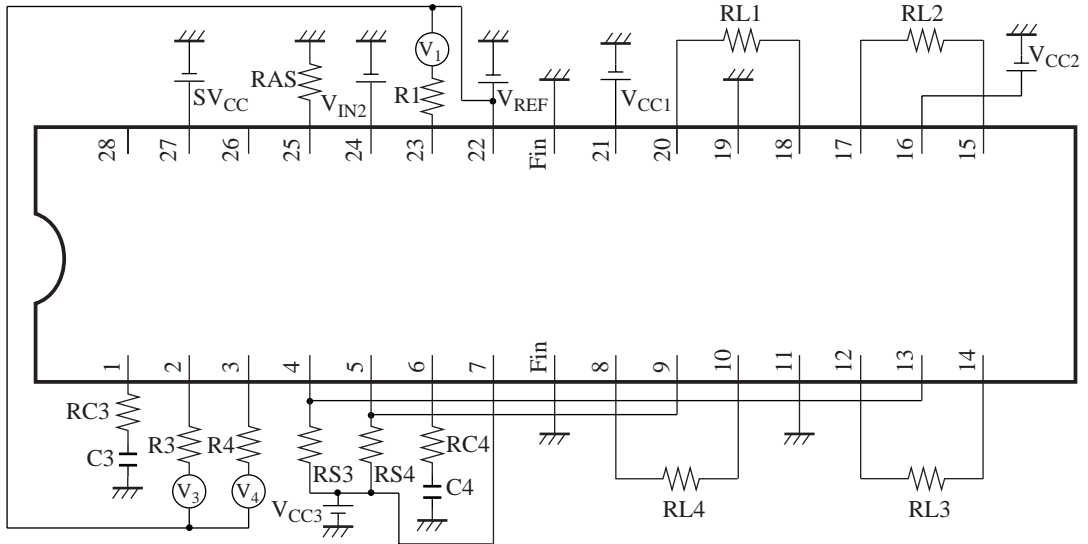 RL1
RL2
V1
VCC2
RAS
SVCC
VIN2
R1
VREF
VCC1
28
27
26
25
24
23
22
Fin
21
20
19
18
17
16
15
1
2
3
4
5
6
7
Fin
8
9
10
11
12
13
14
RC3
R3
R4
RC4
C3
RS3
RS4
C4
V3
V4
VCC3
RL4
RL3